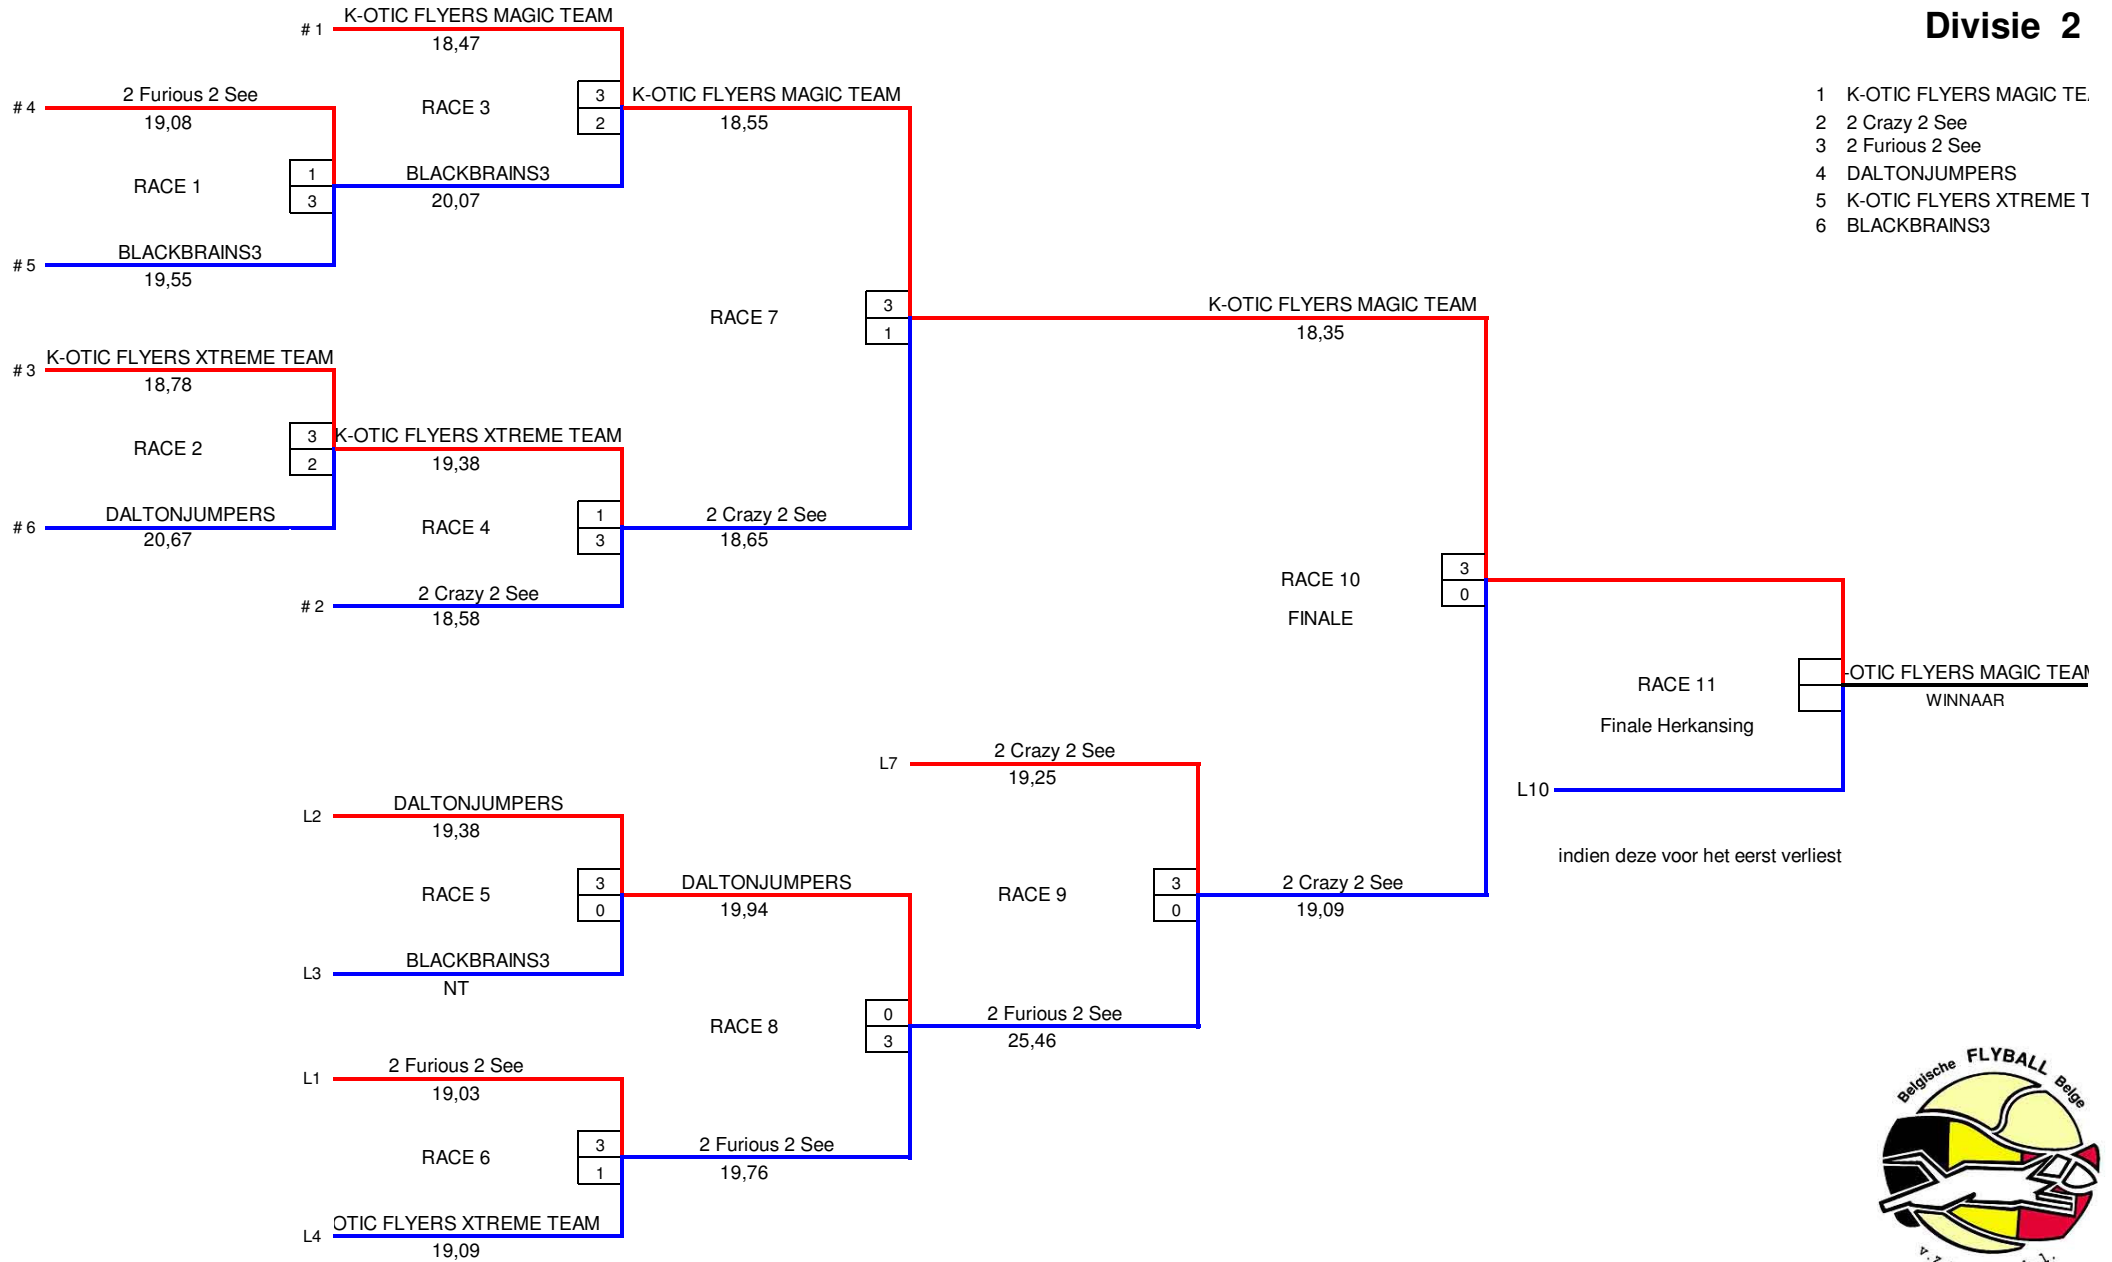 Divisie 2
1 K-OTIC FLYERS MAGIC TE
2 2 Crazy 2 See
3 2 Furious 2 See
4 DALTONJUMPERS
5 K-OTIC FLYERS XTREME T
6 BLACKBRAINS3
# 1 K-OTIC FLYERS MAGIC TEAM
18,47
# 4 2 Furious 2 See
19,08
RACE 3
3
2
K-OTIC FLYERS MAGIC TEAM
18,55
RACE 1
1
3
BLACKBRAINS3
20,07
# 5 BLACKBRAINS3
19,55
RACE 7
3
1
K-OTIC FLYERS MAGIC TEAM
18,35
# 3 K-OTIC FLYERS XTREME TEAM
18,78
RACE 2
3
2
K-OTIC FLYERS XTREME TEAM
19,38
# 6 DALTONJUMPERS
20,67
RACE 4
1
3
2 Crazy 2 See
18,65
# 2 2 Crazy 2 See
18,58
RACE 10
FINALE
3
0
RACE 11
Finale Herkansing
-OTIC FLYERS MAGIC TEAM
WINNAAR
L10
indien deze voor het eerst verliest
L7 2 Crazy 2 See
19,25
L2 DALTONJUMPERS
19,38
RACE 5
3
0
DALTONJUMPERS
19,94
RACE 9
3
0
2 Crazy 2 See
19,09
L3 BLACKBRAINS3
NT
RACE 8
0
3
2 Furious 2 See
25,46
L1 2 Furious 2 See
19,03
RACE 6
3
1
2 Furious 2 See
19,76
L4 OTIC FLYERS XTREME TEAM
19,09
Belgische FLYBALL Belge